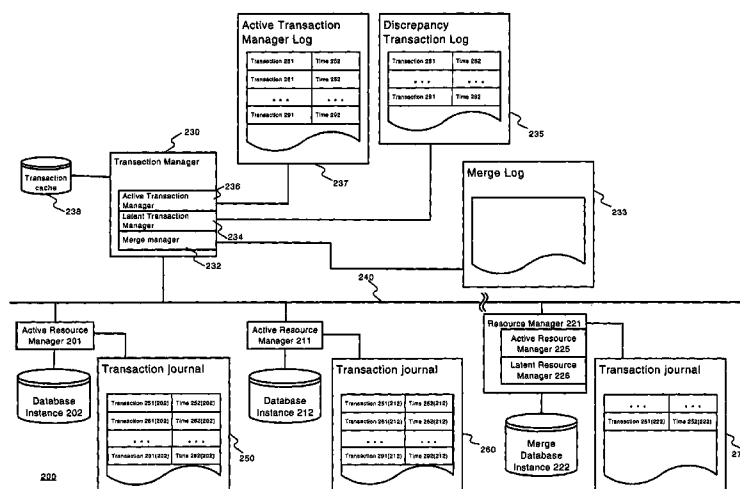 Active Transaction
Manager Log
Transaction 251 Time 252
Transaction 261 Time 262
... ...
Transaction 291 Time 292
237
Discrepancy
Transaction Log
Transaction 251 Time 252
... ...
Transaction 291 Time 292
235
230
Transaction Manager
Transaction
cache
238
Active Transaction
Manager
236
Latent Transaction
Manager
234
Merge manager
232
Merge Log
233
240
Active Resource
Manager 201
Database
Instance 202
Transaction journal
Transaction 251(202) Time 252(202)
Transaction 261(202) Time 262(202)
... ...
Transaction 291(202) Time 292(202)
250
200
Active Resource
Manager 211
Database
Instance 212
Transaction journal
Transaction 251(212) Time 252(212)
Transaction 261(212) Time 262(212)
... ...
Transaction 291(212) Time 292(212)
260
Resource Manager 221
Active Resource
Manager 225
Latent Resource
Manager 226
Merge
Database
Instance 222
Transaction journal
... ...
Transaction 251(222) Time 252(222)